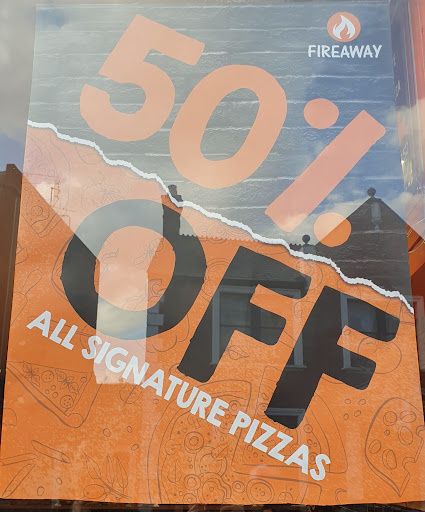 FIREAWAY
50%
OFF
ALL SIGNATURE PIZZAS